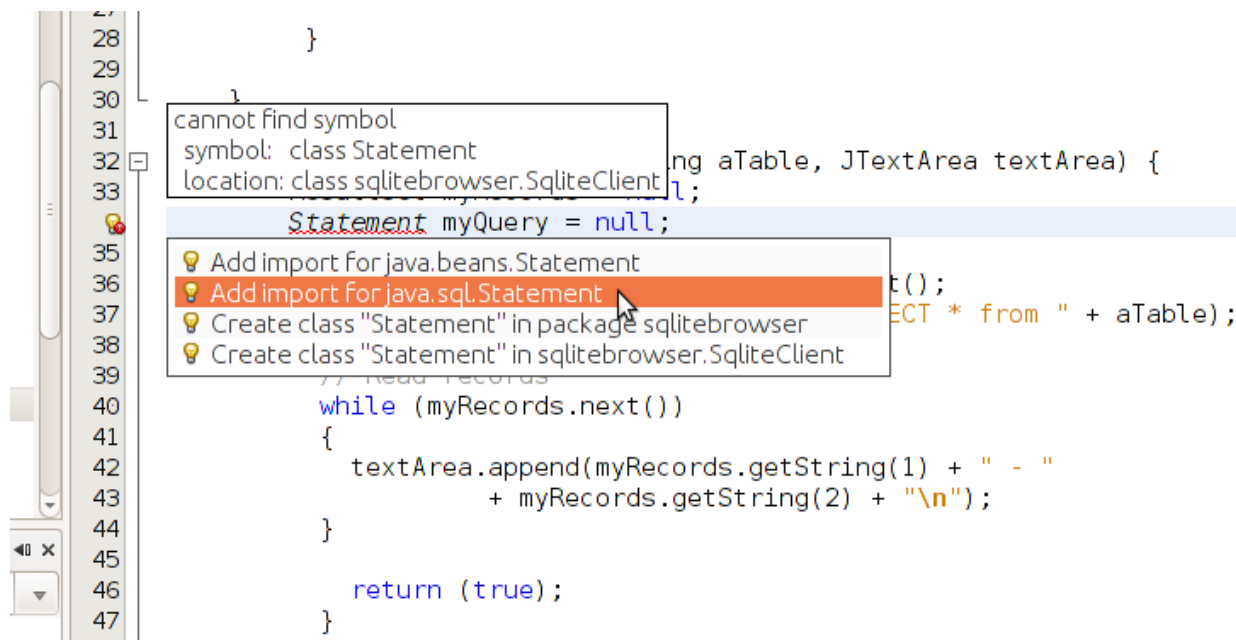 28 }
29
30 }
31
cannot find symbol
symbol: class Statement
location: class sqlitebrowser.SqliteClient
32 aTable, JTextArea textArea) {
33
Statement myQuery = null;
35
Add import for java.beans.Statement
36
Add import for java.sql.Statement
37 * from " + aTable);
Create class "Statement" in package sqlitebrowser
38
Create class "Statement" in sqlitebrowser.SqliteClient
39 // Read records
40 while (myRecords.next())
41 {
42 textArea.append(myRecords.getString(1) + " - "
43 + myRecords.getString(2) + "\n");
44 }
45
46 return (true);
47 }